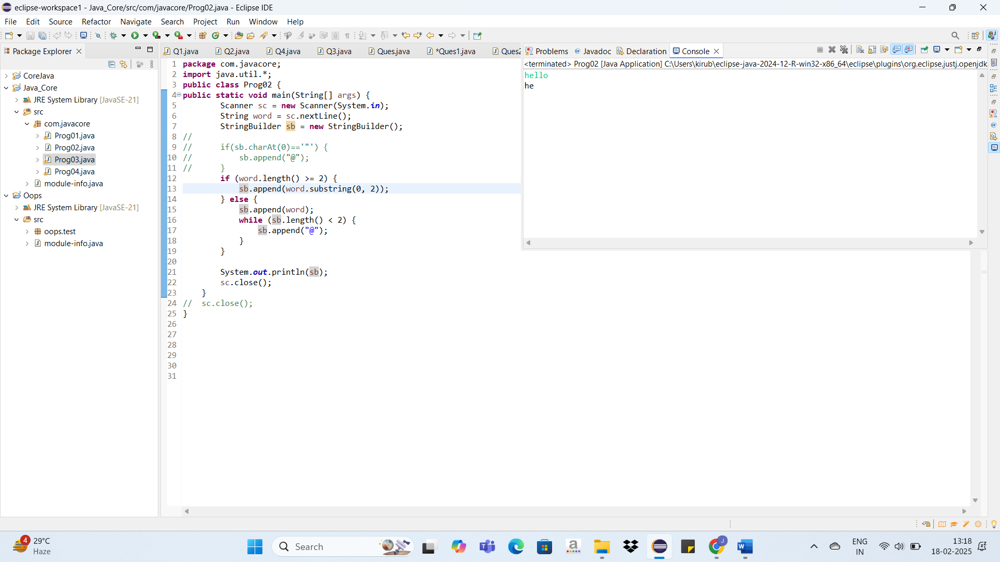 eclipse-workspace1 - Java_Core/src/com/javacore/Prog02.java - Eclipse IDE
File Edit Source Refactor Navigate Search Project Run Window Help
Package Explorer
CoreJava
Java_Core
JRE System Library [JavaSE-21]
src
com.javacore
Prog01.java
Prog02.java
Prog03.java
Prog04.java
module-info.java
Oops
JRE System Library [JavaSE-21]
src
oops.test
module-info.java
Q1.java Q2.java Q4.java Q3.java Ques.java *Ques1.java Ques2
1 package com.javacore;
2 import java.util.*;
3 public class Prog02 {
4 public static void main(String[] args) {
5 Scanner sc = new Scanner(System.in);
6 String word = sc.nextLine();
7 StringBuilder sb = new StringBuilder();
8 //
9 // if(sb.charAt(0)=='"') {
10 // sb.append("@");
11 // }
12 if (word.length() >= 2) {
13 sb.append(word.substring(0, 2));
14 } else {
15 sb.append(word);
16 while (sb.length() < 2) {
17 sb.append("@");
18 }
19 }
20
21 System.out.println(sb);
22 sc.close();
23 }
24 // sc.close();
25 }
26
27
28
29
30
31
Problems @ Javadoc Declaration Console
<terminated> Prog02 [Java Application] C:\Users\kirub\eclipse-java-2024-12-R-win32-x86_64\eclipse\plugins\org.eclipse.justj.openjdk
hello
he
4
29°C
Haze
Search
ENG
IN
13:18
18-02-2025